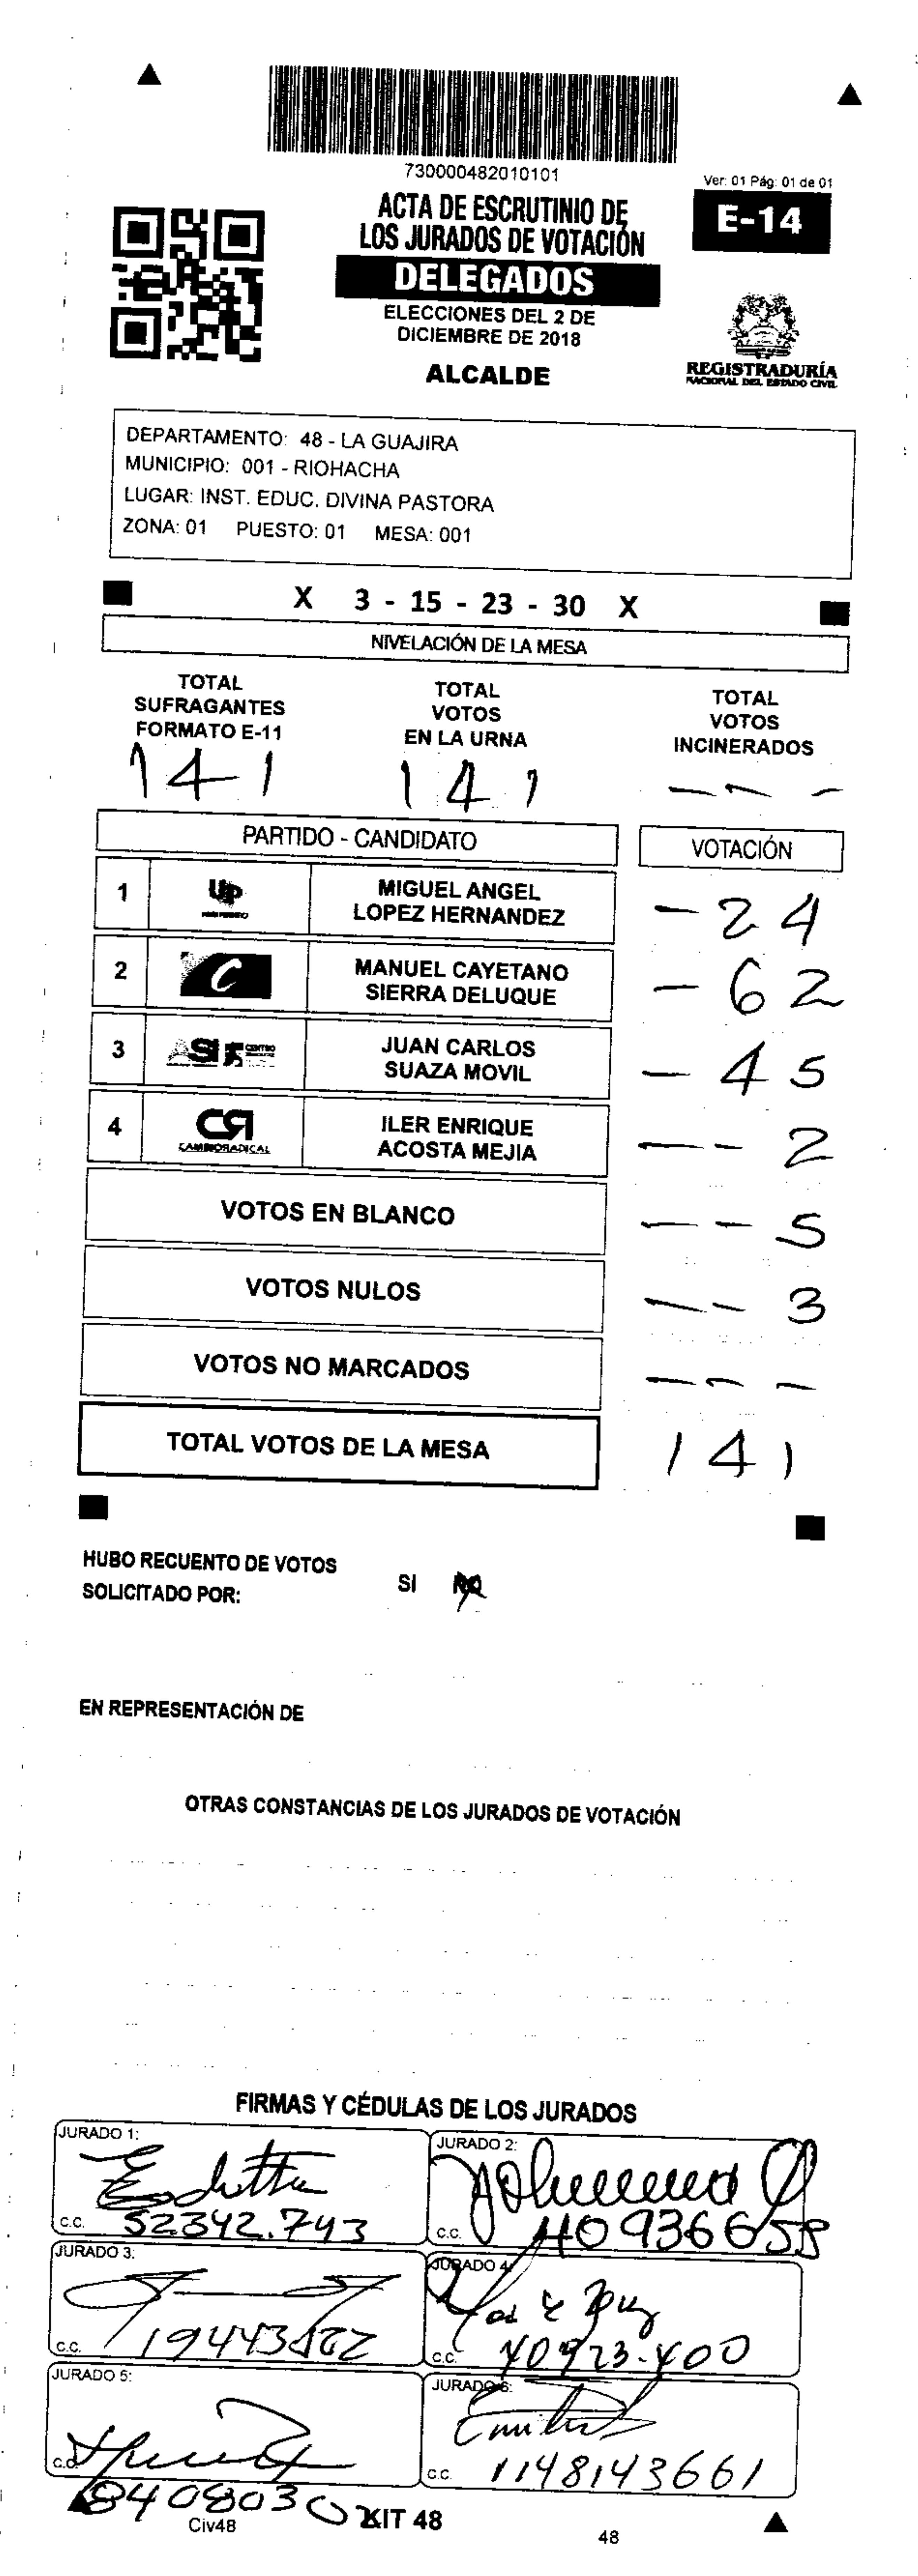 730000482010101
Ver: 01 Pág: 01 de 01
ACTA DE ESCRUTINIO DE
LOS JURADOS DE VOTACIÓN
E-14
DELEGADOS
ELECCIONES DEL 2 DE
DICIEMBRE DE 2018
ALCALDE
REGISTRADURÍA
NACIONAL DEL ESTADO CIVIL
DEPARTAMENTO: 48 - LA GUAJIRA
MUNICIPIO: 001 - RIOHACHA
LUGAR: INST. EDUC. DIVINA PASTORA
ZONA: 01 PUESTO: 01 MESA: 001
X 3 - 15 - 23 - 30 X
NIVELACIÓN DE LA MESA
TOTAL SUFRAGANTES FORMATO E-11
TOTAL VOTOS EN LA URNA
TOTAL VOTOS INCINERADOS
141 141 - - -
PARTIDO - CANDIDATO VOTACIÓN
1 Up MIGUEL ANGEL LOPEZ HERNANDEZ - 24
2 C MANUEL CAYETANO SIERRA DELUQUE - 62
3 ASI CENTRO JUAN CARLOS SUAZA MOVIL - 45
4 CR CAMBIO RADICAL ILER ENRIQUE ACOSTA MEJIA - - 2
VOTOS EN BLANCO - - 5
VOTOS NULOS - - 3
VOTOS NO MARCADOS - - -
TOTAL VOTOS DE LA MESA 141
HUBO RECUENTO DE VOTOS SI NO
SOLICITADO POR:
EN REPRESENTACIÓN DE
OTRAS CONSTANCIAS DE LOS JURADOS DE VOTACIÓN
FIRMAS Y CÉDULAS DE LOS JURADOS
JURADO 1:
C.C. 52342.743
JURADO 2:
C.C. 40936658
JURADO 3:
C.C.
JURADO 4:
C.C. 40923.400
JURADO 5:
C.C.
JURADO 6:
C.C. 1148143661
KIT 48
Civ48
48